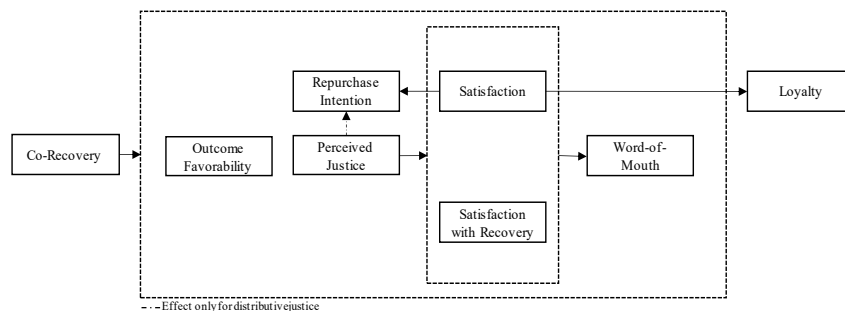 Repurchase
Intention
Satisfaction
Loyalty
Co-Recovery
Outcome
Favorability
Perceived
Justice
Word-of-
Mouth
Satisfaction
with Recovery
Effect only for distributive justice